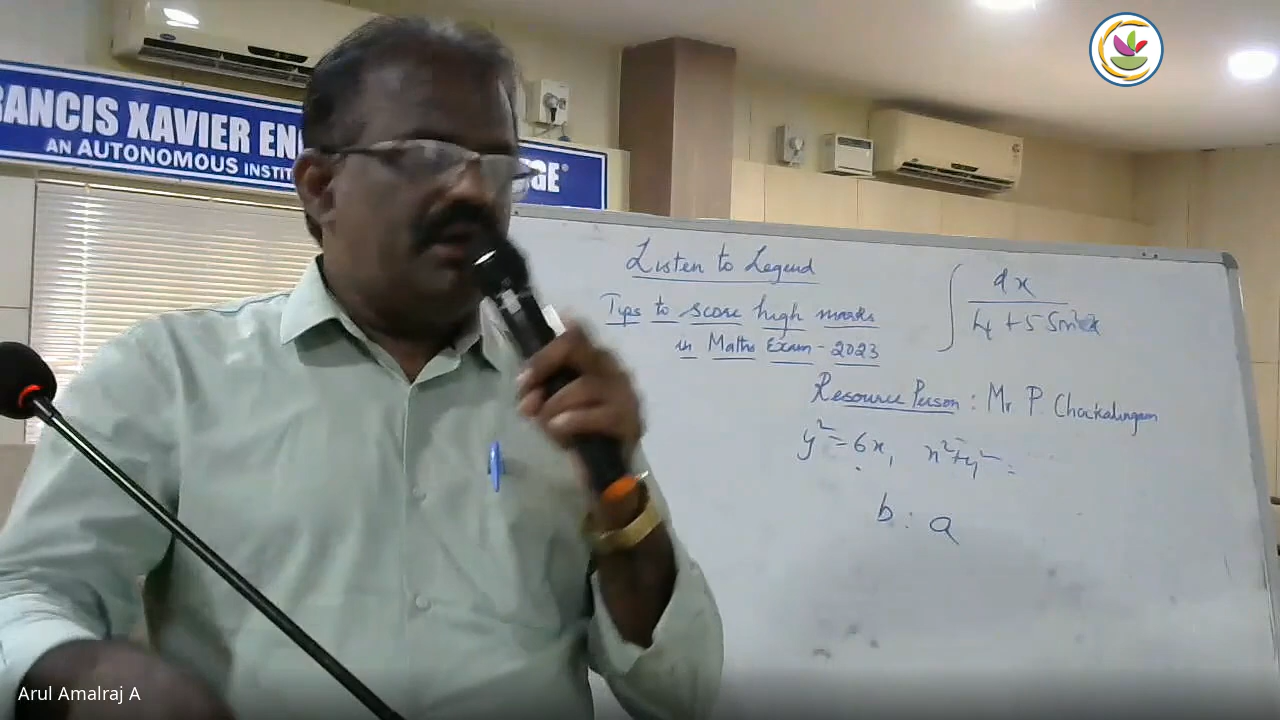 RANCIS XAVIER EN GE
AN AUTONOMOUS INSTIT
Listen to Legend
Tips to score high marks
in Maths Exam - 2023
∫ dx
4 + 5 Sin²x
Resource Person : Mr P. Chockalingam
y² = 6x, x² + y² =
b : a
Arul Amalraj A